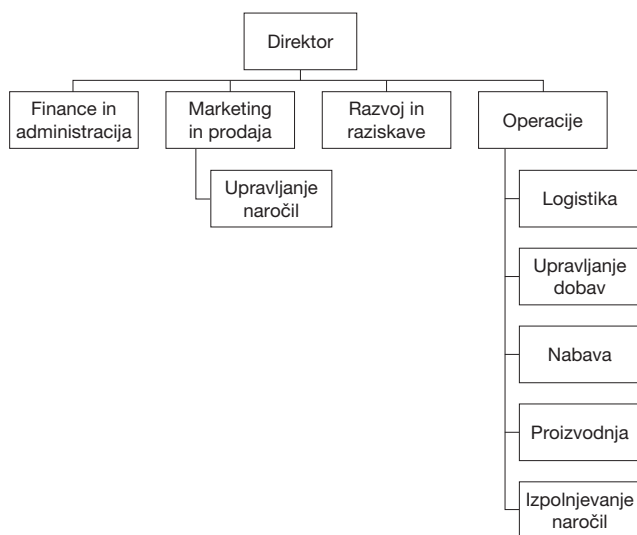 Direktor
Finance in
administracija
Marketing
in prodaja
Razvoj in
raziskave
Operacije
Upravljanje
naročil
Logistika
Upravljanje
dobav
Nabava
Proizvodnja
Izpolnjevanje
naročil